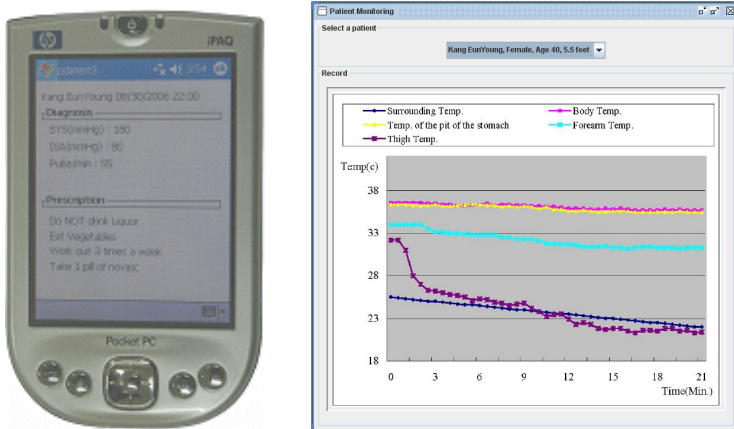 hp
iPAQ
pdatest3
3:54
ok
Kang EunYoung 08/30/2006 22:00
Diagnosis
SYS(mmHg) : 180
DIA(mmHg) : 80
Pulse/min : 55
Prescription
Do NOT drink Liquor
Eat Vegetables
Work out 3 times a week
Take 1 pill of novasc
Pocket PC
Patient Monitoring
Select a patient
Kang EunYoung, Female, Age 40, 5.5 feet
Record
Surrounding Temp.
Body Temp.
Temp. of the pit of the stomach
Forearm Temp.
Thigh Temp.
Temp(c)
38
33
28
23
18
0 3 6 9 12 15 18 21
Time(Min.)